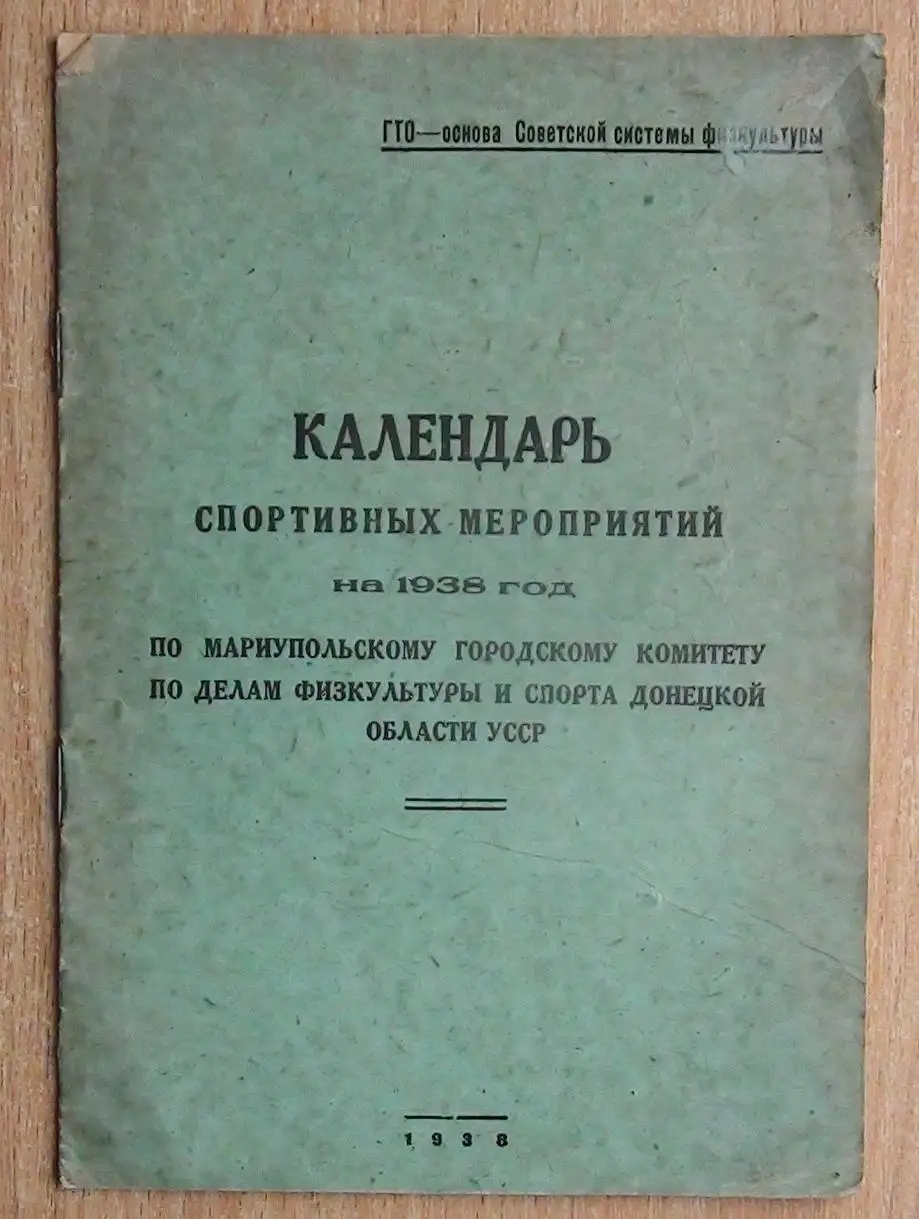 ГТО—основа Советской системы физкультуры
КАЛЕНДАРЬ
СПОРТИВНЫХ МЕРОПРИЯТИЙ
на 1938 год
ПО МАРИУПОЛЬСКОМУ ГОРОДСКОМУ КОМИТЕТУ
ПО ДЕЛАМ ФИЗКУЛЬТУРЫ И СПОРТА ДОНЕЦКОЙ
ОБЛАСТИ УССР
1938